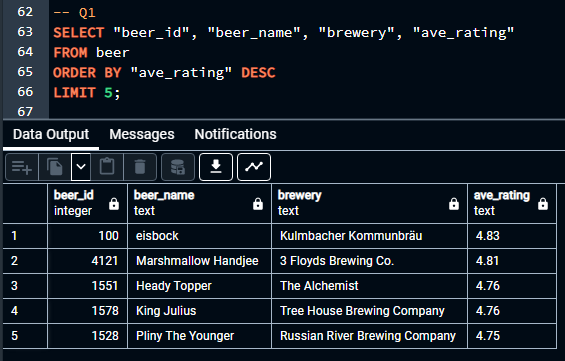 62 -- Q1
63 SELECT "beer_id", "beer_name", "brewery", "ave_rating"
64 FROM beer
65 ORDER BY "ave_rating" DESC
66 LIMIT 5;
67
Data Output Messages Notifications
beer_id beer_name brewery ave_rating
integer text text text
1 100 eisbock Kulmbacher Kommunbräu 4.83
2 4121 Marshmallow Handjee 3 Floyds Brewing Co. 4.81
3 1551 Heady Topper The Alchemist 4.76
4 1578 King Julius Tree House Brewing Company 4.76
5 1528 Pliny The Younger Russian River Brewing Company 4.75